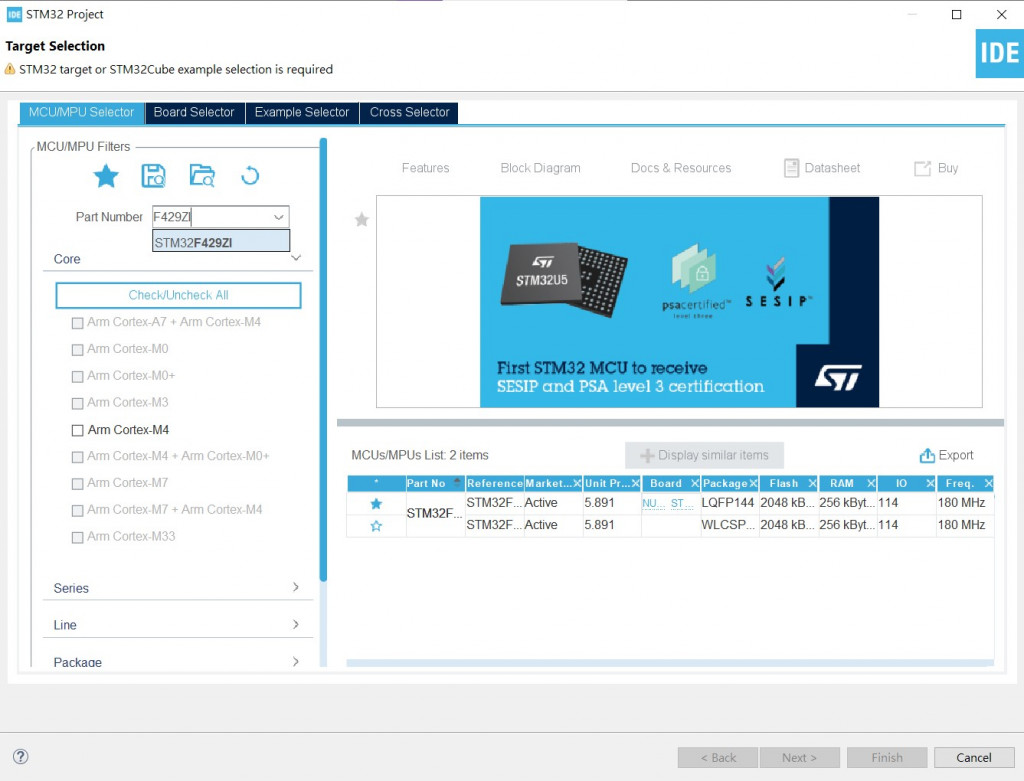 IDE STM32 Project
Target Selection
STM32 target or STM32Cube example selection is required
IDE
MCU/MPU Selector Board Selector Example Selector Cross Selector
MCU/MPU Filters
Part Number F429ZI
STM32F429ZI
Core
Check/Uncheck All
Arm Cortex-A7 + Arm Cortex-M4
Arm Cortex-M0
Arm Cortex-M0+
Arm Cortex-M3
Arm Cortex-M4
Arm Cortex-M4 + Arm Cortex-M0+
Arm Cortex-M7
Arm Cortex-M7 + Arm Cortex-M4
Arm Cortex-M33
Series
Line
Package
Features Block Diagram Docs & Resources Datasheet Buy
ST
STM32U5
psacertified™
level three
SESIP®
First STM32 MCU to receive
SESIP and PSA level 3 certification
ST
MCUs/MPUs List: 2 items Display similar items Export
* Part No Reference Market... Unit Pr... Board Package Flash RAM IO Freq.
STM32F... STM32F... Active 5.891 NU... ST... LQFP144 2048 kB... 256 kByt... 114 180 MHz
STM32F... Active 5.891 WLCSP... 2048 kB... 256 kByt... 114 180 MHz
? < Back Next > Finish Cancel